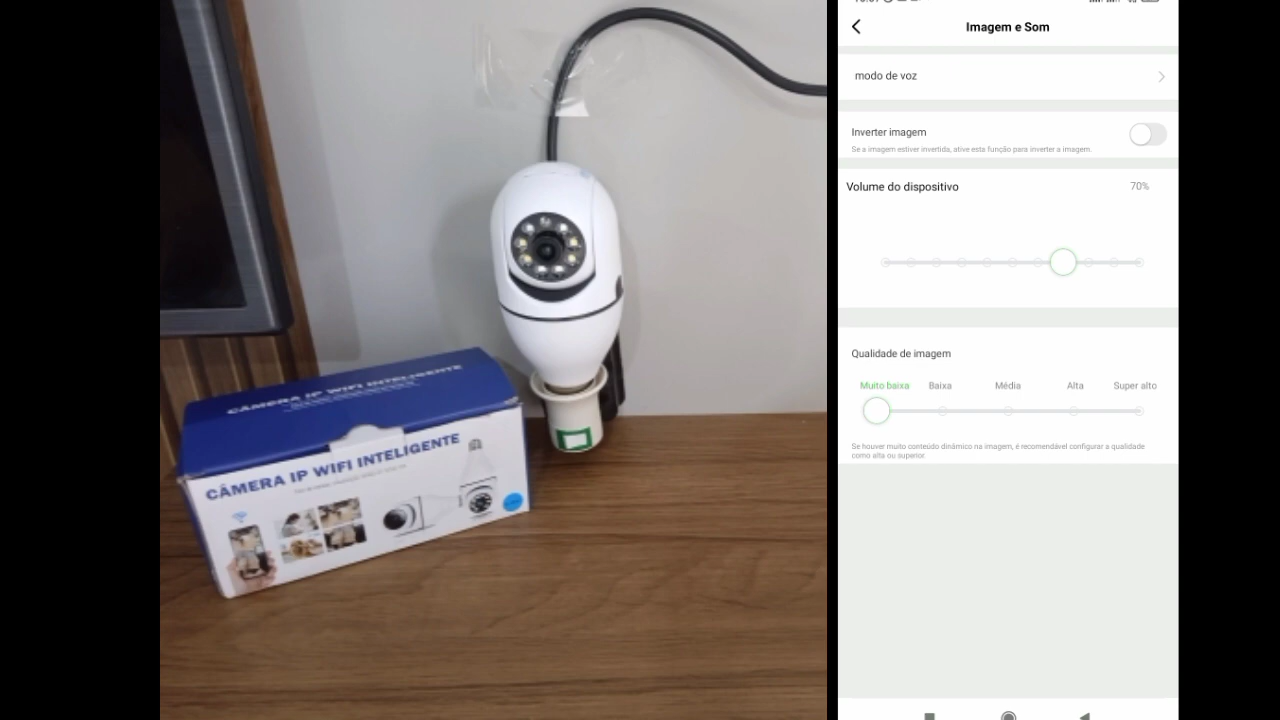 CÂMERA IP WIFI INTELIGENTE
CÂMERA IP WIFI INTELIGENTE
Imagem e Som
modo de voz
Inverter imagem
Se a imagem estiver invertida, ative esta função para inverter a imagem.
Volume do dispositivo 70%
Qualidade de imagem
Muito baixa Baixa Média Alta Super alto
Se houver muito conteúdo dinâmico na imagem, é recomendável configurar a qualidade
como alta ou superior.